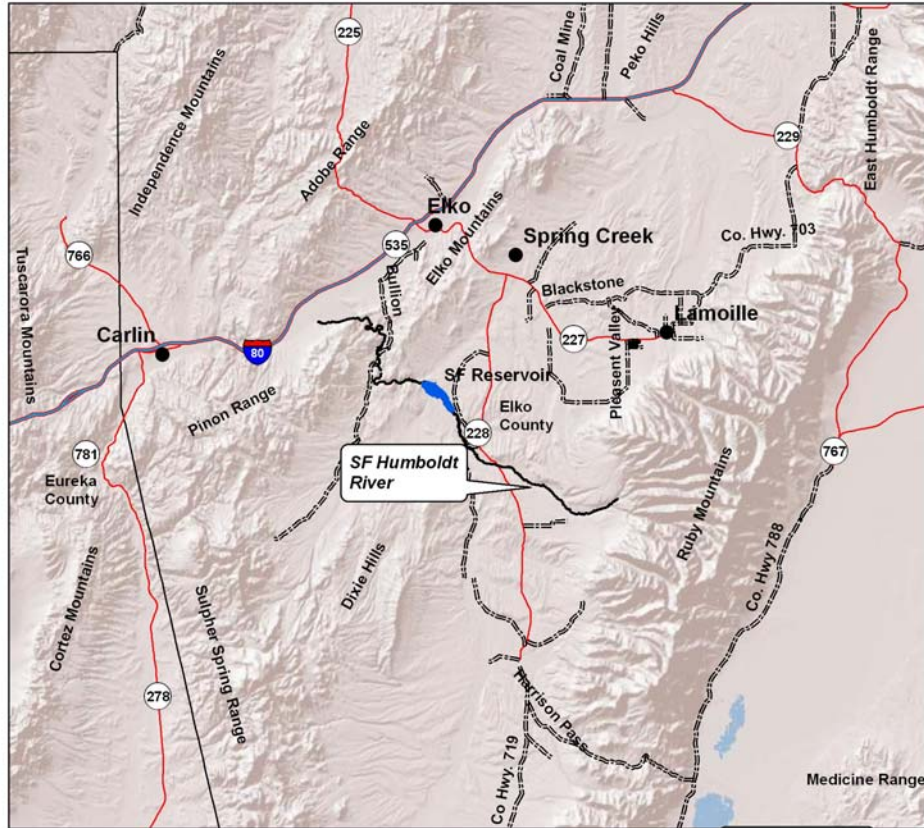 225
Coal Mine
Peko Hills
Independence Mountains
Adobe Range
229
East Humboldt Range
Elko
766
535
Elko Mountains
Spring Creek
Co. Hwy. 703
Tuscarora Mountains
Bullion
Blackstone
Carlin
80
227
Lamoille
Pleasent Valley
Pinon Range
SF Reservoir
Elko
County
228
781
Eureka
County
SF Humboldt
River
767
Ruby Mountains
Co. Hwy 788
Dixie Hills
Cortez Mountains
Sulpher Spring Range
278
Harrison Pass
Co Hwy. 719
Medicine Range